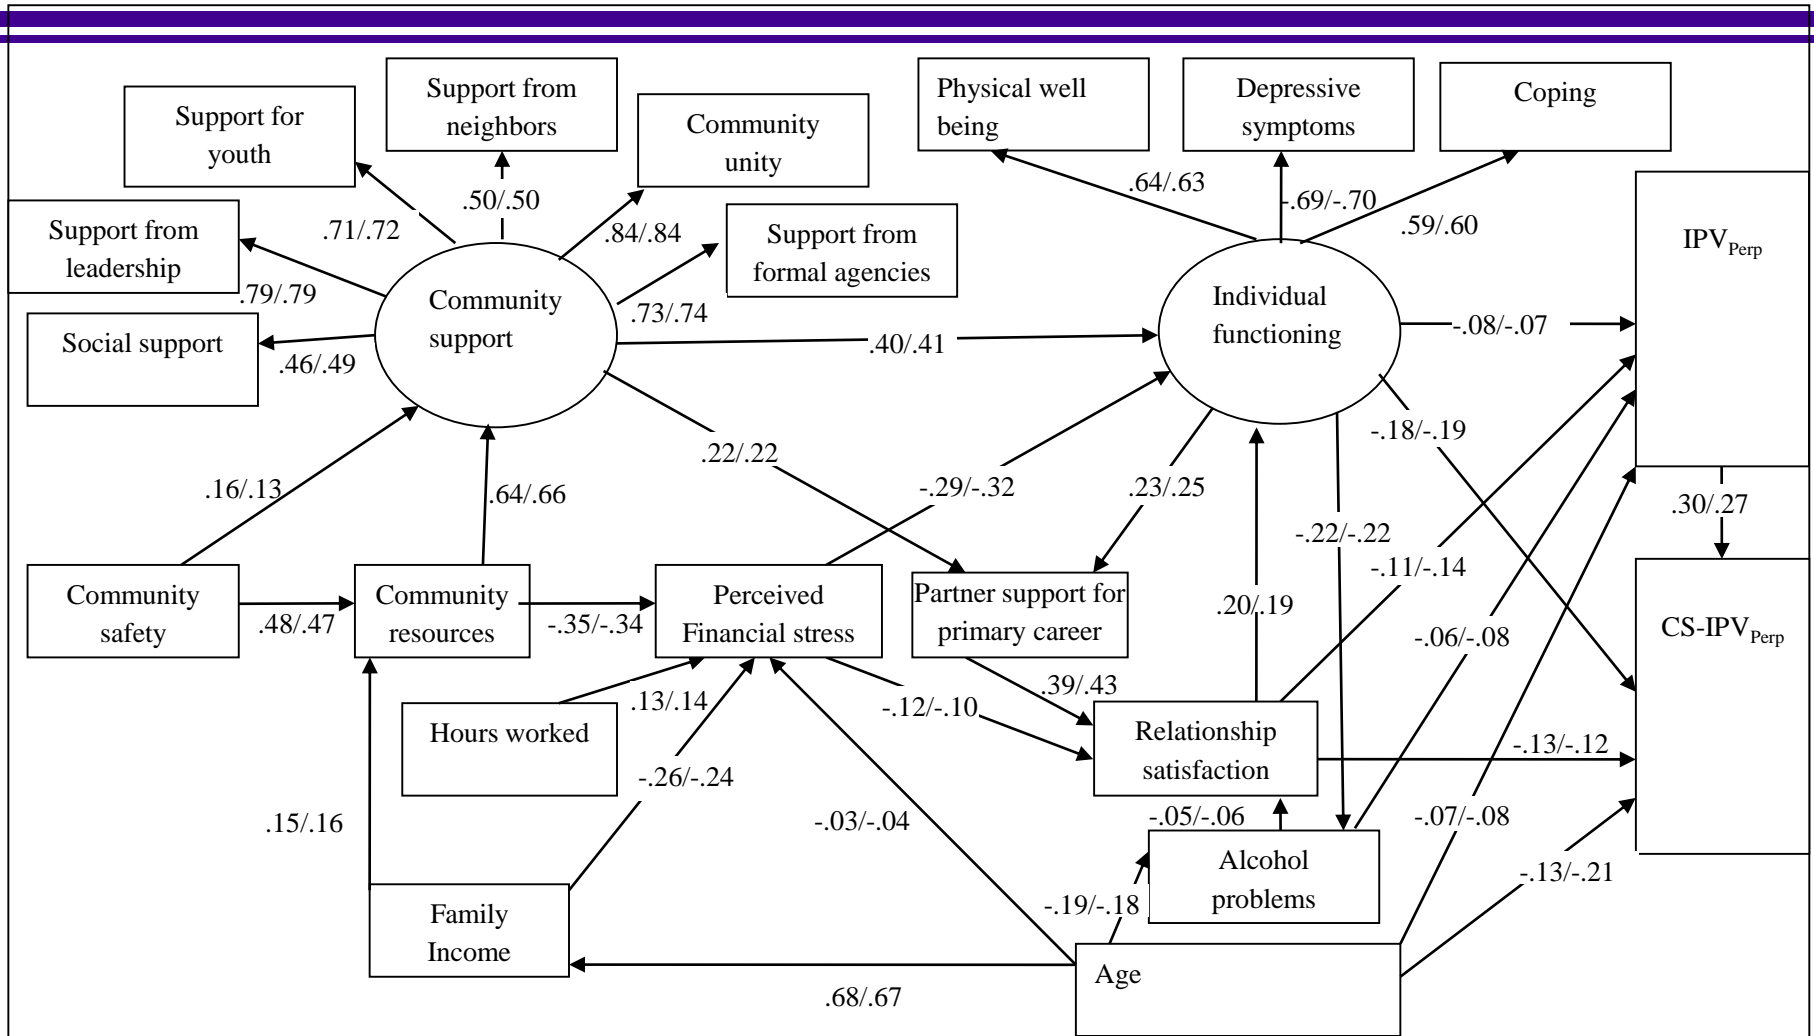 Support from
neighbors
Support for
youth
Community
unity
Physical well
being
Depressive
symptoms
Coping
.50/.50
.64/.63
-.69/-.70
.59/.60
.71/.72
.84/.84
Support from
leadership
Support from
formal agencies
IPVPerp
.79/.79
Community
support
.73/.74
Individual
functioning
-.08/-.07
Social support
.46/.49
.40/.41
-.18/-.19
.22/.22
.16/.13
.64/.66
-.29/-.32
.23/.25
.30/.27
-.22/-.22
-.11/-.14
Community
safety
.48/.47
Community
resources
-.35/-.34
Perceived
Financial stress
Partner support for
primary career
.20/.19
-.06/-.08
CS-IPVPerp
.39/.43
.13/.14
-.12/-.10
Hours worked
Relationship
satisfaction
-.13/-.12
-.26/-.24
.15/.16
-.03/-.04
-.05/-.06
-.07/-.08
Alcohol
problems
-.13/-.21
-.19/-.18
Family
Income
Age
.68/.67